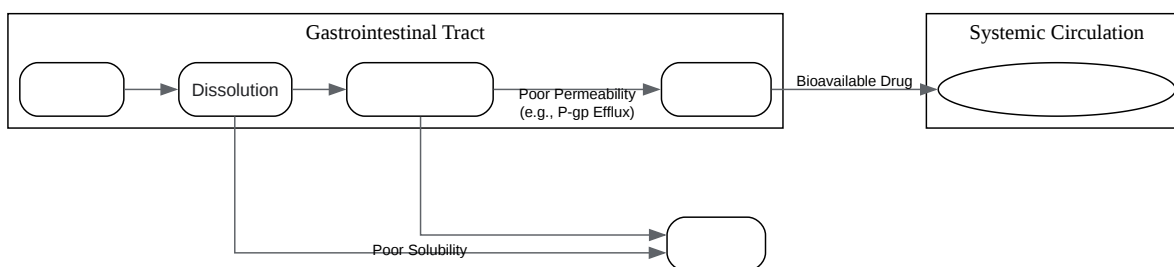 Gastrointestinal Tract
Systemic Circulation
Dissolution
Poor Permeability
(e.g., P-gp Efflux)
Bioavailable Drug
Poor Solubility